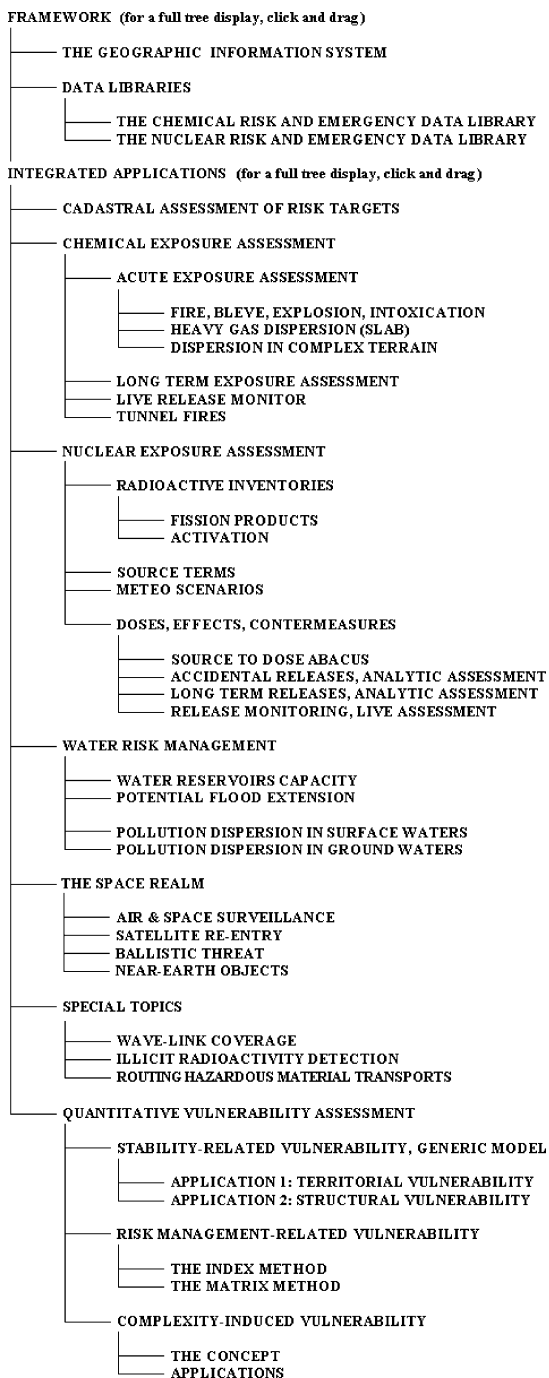 FRAMEWORK (for a full tree display, click and drag)
THE GEOGRAPHIC INFORMATION SYSTEM
DATA LIBRARIES
THE CHEMICAL RISK AND EMERGENCY DATA LIBRARY
THE NUCLEAR RISK AND EMERGENCY DATA LIBRARY
INTEGRATED APPLICATIONS (for a full tree display, click and drag)
CADASTRAL ASSESSMENT OF RISK TARGETS
CHEMICAL EXPOSURE ASSESSMENT
ACUTE EXPOSURE ASSESSMENT
FIRE, BLEVE, EXPLOSION, INTOXICATION
HEAVY GAS DISPERSION (SLAB)
DISPERSION IN COMPLEX TERRAIN
LONG TERM EXPOSURE ASSESSMENT
LIVE RELEASE MONITOR
TUNNEL FIRES
NUCLEAR EXPOSURE ASSESSMENT
RADIOACTIVE INVENTORIES
FISSION PRODUCTS
ACTIVATION
SOURCE TERMS
METEO SCENARIOS
DOSES, EFFECTS, CONTERMEASURES
SOURCE TO DOSE ABACUS
ACCIDENTAL RELEASES, ANALYTIC ASSESSMENT
LONG TERM RELEASES, ANALYTIC ASSESSMENT
RELEASE MONITORING, LIVE ASSESSMENT
WATER RISK MANAGEMENT
WATER RESERVOIRS CAPACITY
POTENTIAL FLOOD EXTENSION
POLLUTION DISPERSION IN SURFACE WATERS
POLLUTION DISPERSION IN GROUND WATERS
THE SPACE REALM
AIR & SPACE SURVEILLANCE
SATELLITE RE-ENTRY
BALLISTIC THREAT
NEAR-EARTH OBJECTS
SPECIAL TOPICS
WAVE-LINK COVERAGE
ILLICIT RADIOACTIVITY DETECTION
ROUTING HAZARDOUS MATERIAL TRANSPORTS
QUANTITATIVE VULNERABILITY ASSESSMENT
STABILITY-RELATED VULNERABILITY, GENERIC MODEL
APPLICATION 1: TERRITORIAL VULNERABILITY
APPLICATION 2: STRUCTURAL VULNERABILITY
RISK MANAGEMENT-RELATED VULNERABILITY
THE INDEX METHOD
THE MATRIX METHOD
COMPLEXITY-INDUCED VULNERABILITY
THE CONCEPT
APPLICATIONS